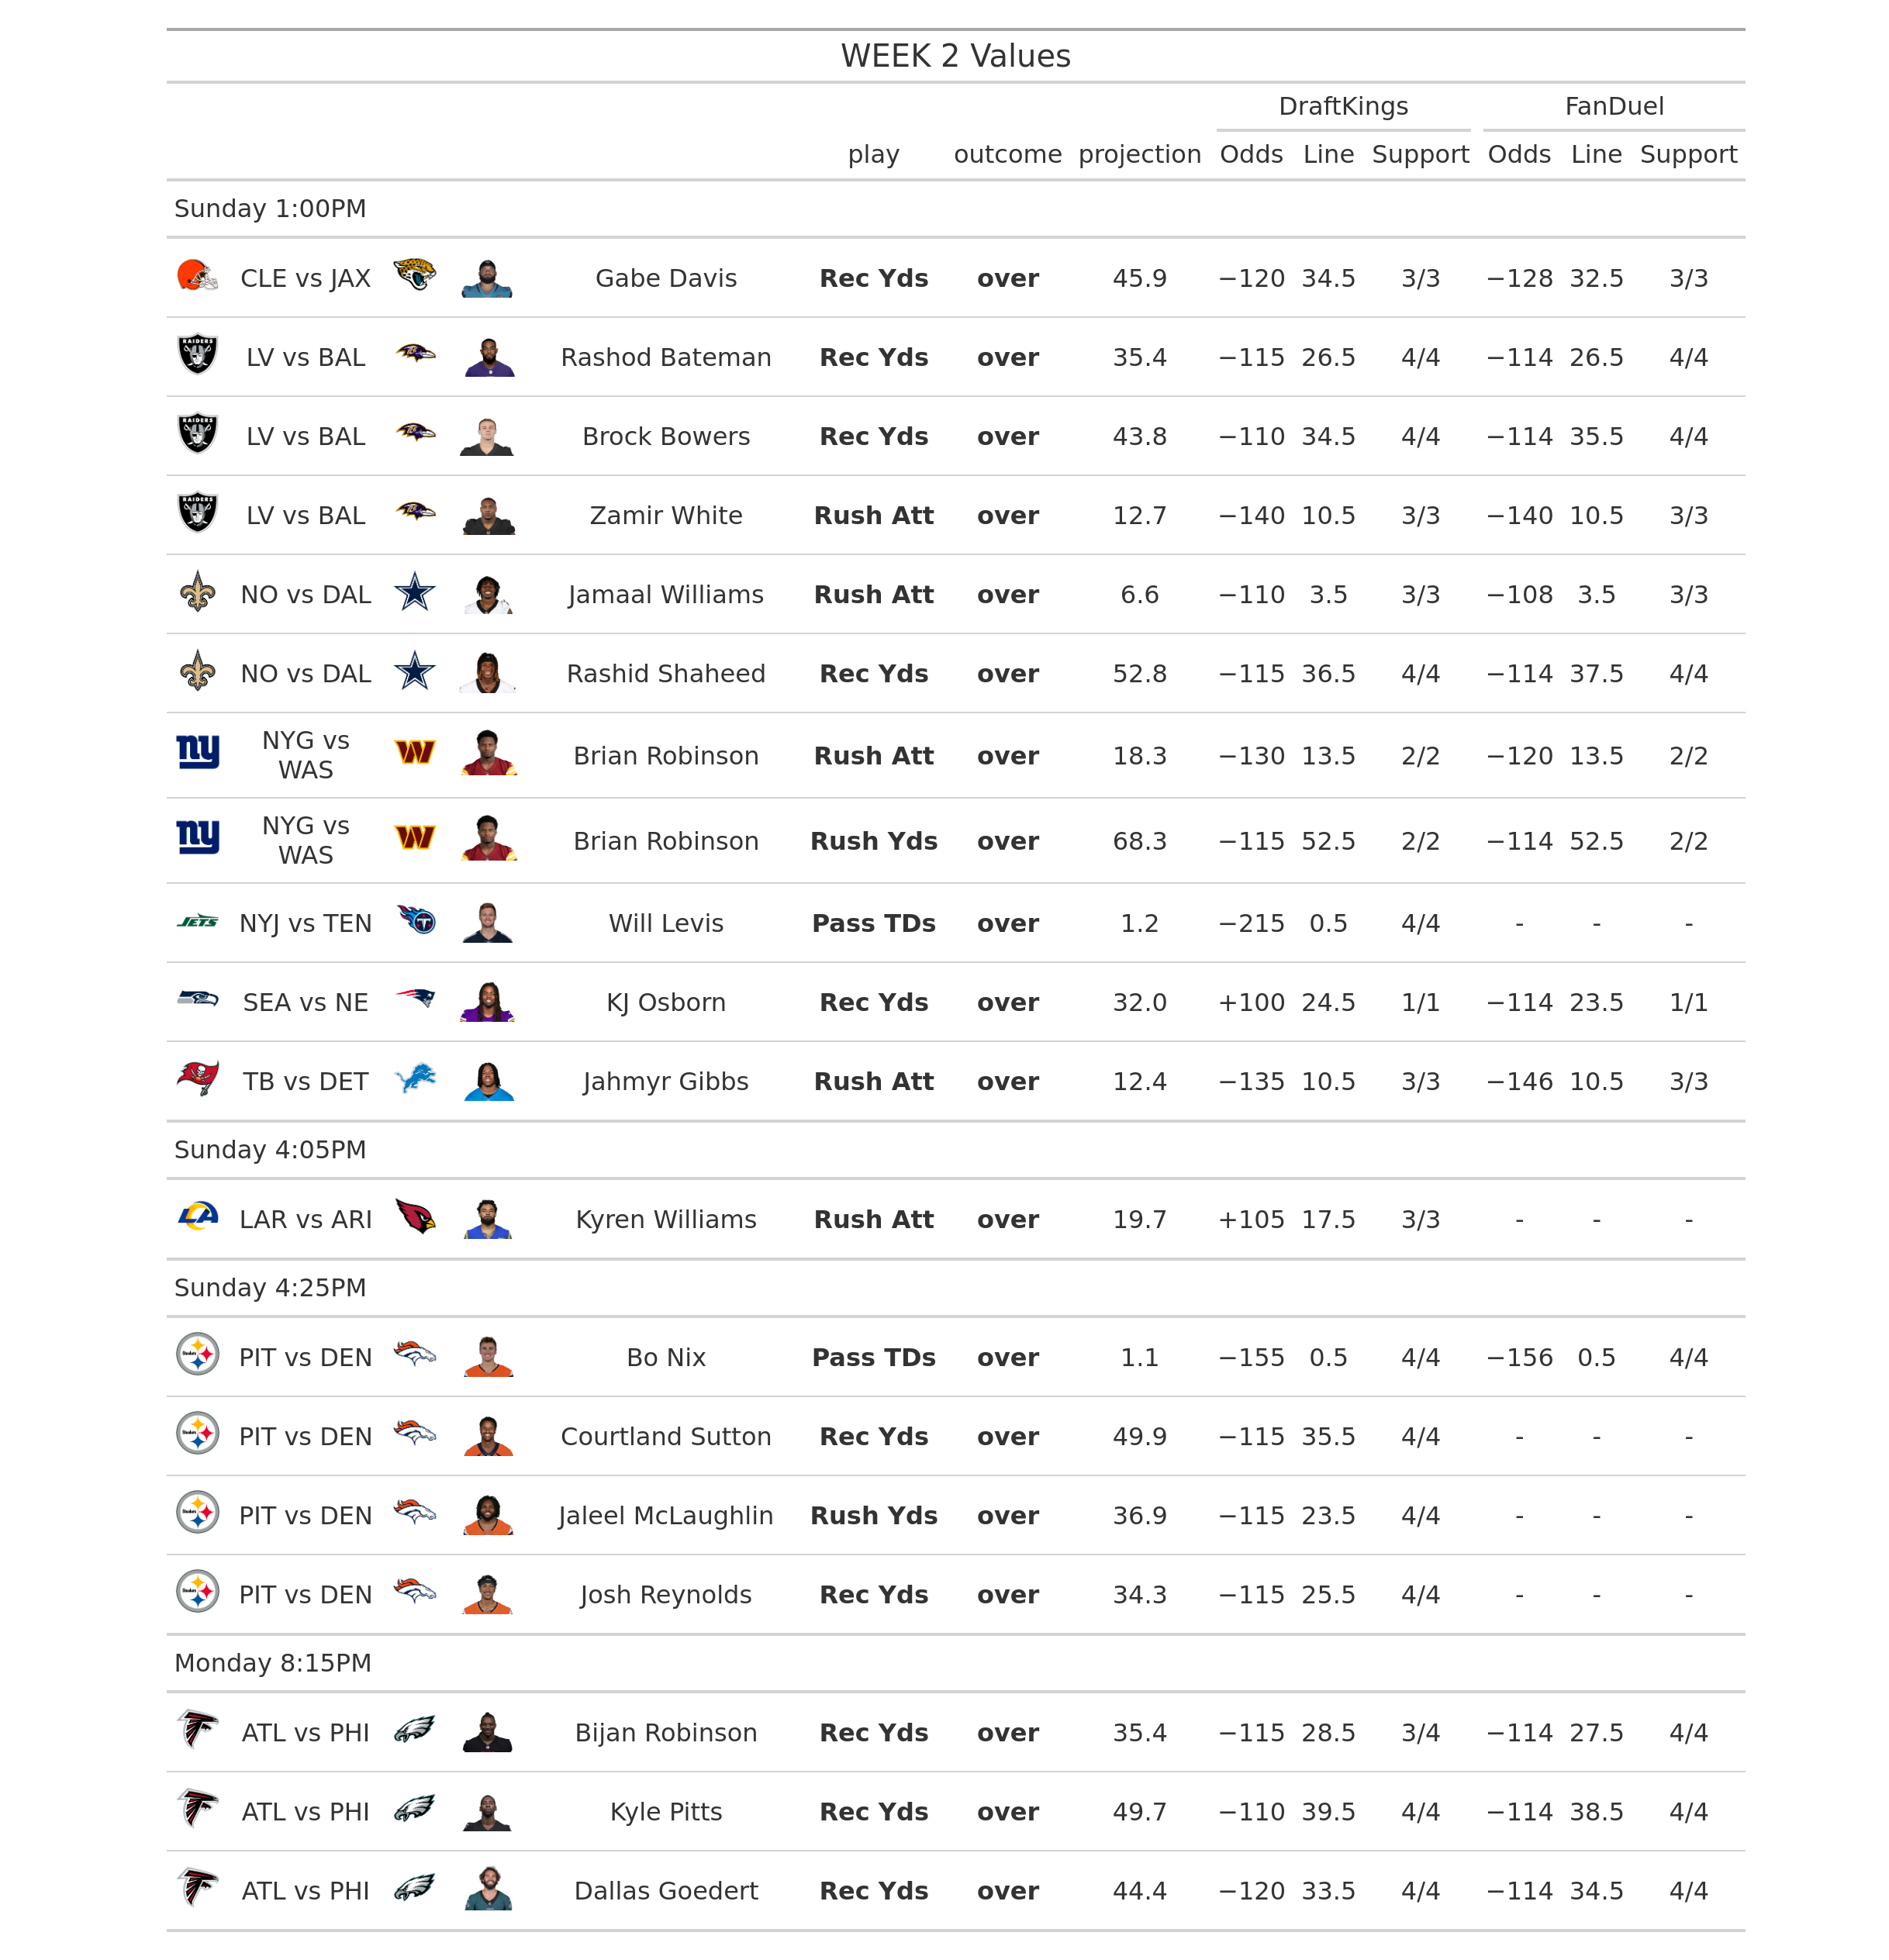 WEEK 2 Values
DraftKings FanDuel
play outcome projection Odds Line Support Odds Line Support
Sunday 1:00PM
CLE vs JAX Gabe Davis Rec Yds over 45.9 −120 34.5 3/3 −128 32.5 3/3
RAIDERS LV vs BAL Rashod Bateman Rec Yds over 35.4 −115 26.5 4/4 −114 26.5 4/4
RAIDERS LV vs BAL Brock Bowers Rec Yds over 43.8 −110 34.5 4/4 −114 35.5 4/4
RAIDERS LV vs BAL Zamir White Rush Att over 12.7 −140 10.5 3/3 −140 10.5 3/3
NO vs DAL Jamaal Williams Rush Att over 6.6 −110 3.5 3/3 −108 3.5 3/3
NO vs DAL Rashid Shaheed Rec Yds over 52.8 −115 36.5 4/4 −114 37.5 4/4
ny NYG vs
WAS W Brian Robinson Rush Att over 18.3 −130 13.5 2/2 −120 13.5 2/2
ny NYG vs
WAS W Brian Robinson Rush Yds over 68.3 −115 52.5 2/2 −114 52.5 2/2
JETS NYJ vs TEN T Will Levis Pass TDs over 1.2 −215 0.5 4/4 - - -
SEA vs NE KJ Osborn Rec Yds over 32.0 +100 24.5 1/1 −114 23.5 1/1
TB vs DET Jahmyr Gibbs Rush Att over 12.4 −135 10.5 3/3 −146 10.5 3/3
Sunday 4:05PM
LA LAR vs ARI Kyren Williams Rush Att over 19.7 +105 17.5 3/3 - - -
Sunday 4:25PM
Steelers PIT vs DEN Bo Nix Pass TDs over 1.1 −155 0.5 4/4 −156 0.5 4/4
Steelers PIT vs DEN Courtland Sutton Rec Yds over 49.9 −115 35.5 4/4 - - -
Steelers PIT vs DEN Jaleel McLaughlin Rush Yds over 36.9 −115 23.5 4/4 - - -
Steelers PIT vs DEN Josh Reynolds Rec Yds over 34.3 −115 25.5 4/4 - - -
Monday 8:15PM
ATL vs PHI Bijan Robinson Rec Yds over 35.4 −115 28.5 3/4 −114 27.5 4/4
ATL vs PHI Kyle Pitts Rec Yds over 49.7 −110 39.5 4/4 −114 38.5 4/4
ATL vs PHI Dallas Goedert Rec Yds over 44.4 −120 33.5 4/4 −114 34.5 4/4